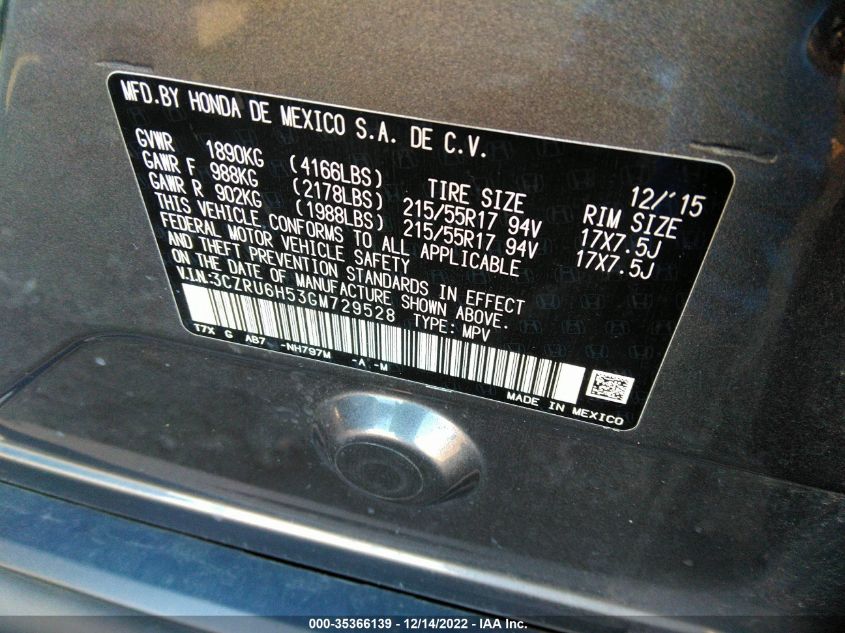 MFD.BY HONDA DE MEXICO S.A. DE C.V.
GVWR 1890KG (4166LBS) TIRE SIZE 12/'15 RIM SIZE
GAWR F 988KG (2178LBS) 215/55R17 94V 17X7.5J
GAWR R 902KG (1988LBS) 215/55R17 94V 17X7.5J
THIS VEHICLE CONFORMS TO ALL APPLICABLE
FEDERAL MOTOR VEHICLE SAFETY
AND THEFT PREVENTION STANDARDS IN EFFECT
ON THE DATE OF MANUFACTURE SHOWN ABOVE.
V.I.N:3CZRU6H53GM729528 TYPE: MPV
T7X G AB7 -NH797M -A -M
MADE IN MEXICO
000-35366139 - 12/14/2022 - IAA Inc.